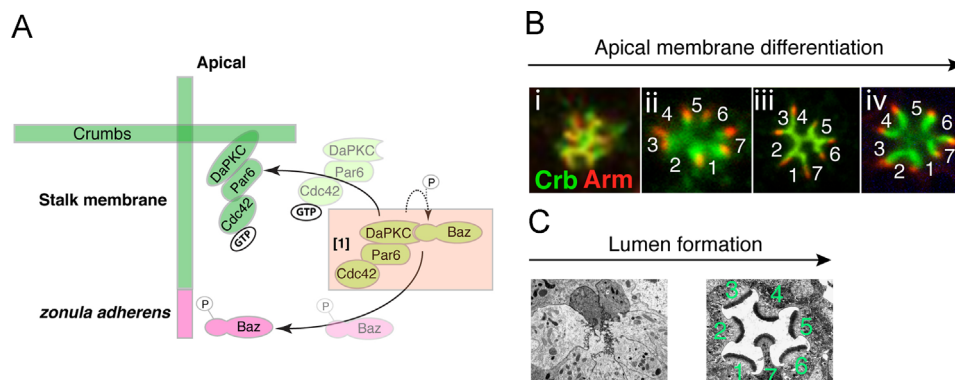 A
Apical
Crumbs
DaPKC
Par6
Cdc42
GTP
Stalk membrane
DaPKC
Par6
Cdc42
GTP
P
[1]
DaPKC
Baz
Par6
Cdc42
zonula adherens
P
Baz
P
Baz
B
Apical membrane differentiation
i
Crb Arm
ii
5
4
6
3
7
2
1
iii
3
4
5
6
2
1
7
iv
5
4
6
3
7
2
1
C
Lumen formation
3
4
2
5
1
7
6